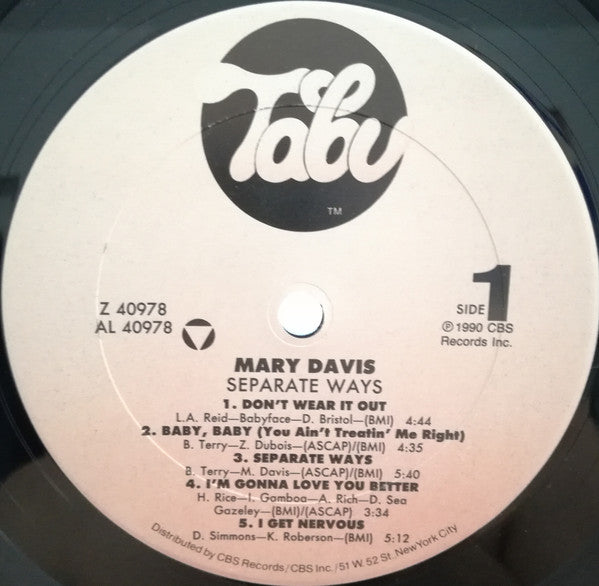 Tabu
TM
Z 40978
AL 40978
SIDE 1
℗ 1990 CBS
Records Inc.
MARY DAVIS
SEPARATE WAYS
1. DON'T WEAR IT OUT
L.A. Reid—Babyface—D. Bristol—(BMI) 4:44
2. BABY, BABY (You Ain't Treatin' Me Right)
B. Terry—Z. Dubois—(ASCAP)/(BMI) 4:35
3. SEPARATE WAYS
B. Terry—M. Davis—(ASCAP)/(BMI) 5:40
4. I'M GONNA LOVE YOU BETTER
H. Rice—I. Gamboa—A. Rich—D. Sea
Gazeley—(BMI)/(ASCAP) 3:34
5. I GET NERVOUS
D. Simmons—K. Roberson—(BMI) 5:12
Distributed by CBS Records/CBS Inc./51 W. 52 St. New York City